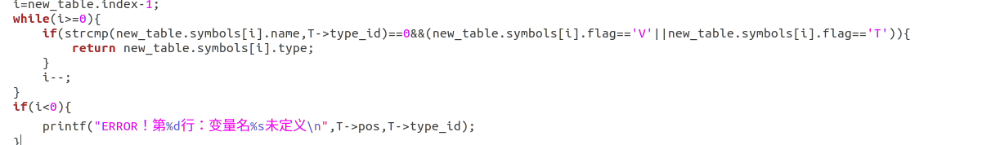 i=new_table.index-1;
while(i>=0){
    if(strcmp(new_table.symbols[i].name,T->type_id)==0&&(new_table.symbols[i].flag=='V'||new_table.symbols[i].flag=='T')){
        return new_table.symbols[i].type;
    }
    i--;
}
if(i<0){
    printf("ERROR！第%d行：变量名%s未定义\n",T->pos,T->type_id);
}